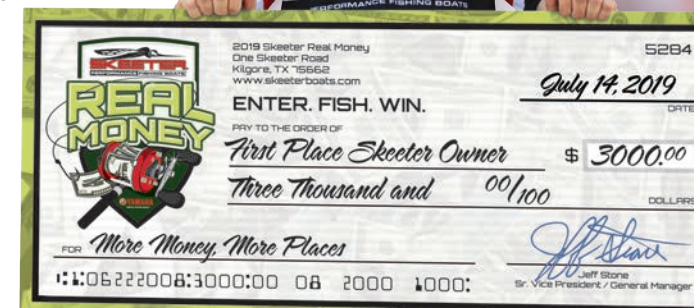 PERFORMANCE FISHING BOATS
SKEETER
PERFORMANCE FISHING BOATS
REAL
MONEY
YAMAHA
2019 Skeeter Real Money
One Skeeter Road
Kilgore, TX 75662
www.skeeterboats.com
5284
ENTER. FISH. WIN.
July 14, 2019
DATE
PAY TO THE ORDER OF
First Place Skeeter Owner
$ 3000.00
Three Thousand and 00/100
DOLLARS
FOR More Money, More Places
Jeff Stone
Sr. Vice President / General Manager
⑆06222008⑆3000⑆00 08 2000 1000⑆